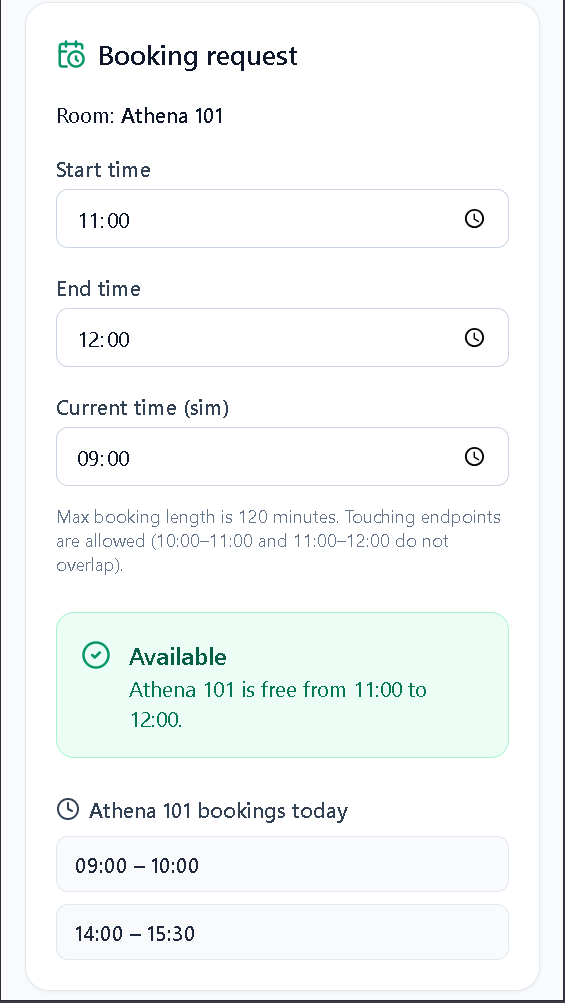 Booking request
Room: Athena 101
Start time
11:00
End time
12:00
Current time (sim)
09:00
Max booking length is 120 minutes. Touching endpoints
are allowed (10:00–11:00 and 11:00–12:00 do not
overlap).
Available
Athena 101 is free from 11:00 to
12:00.
Athena 101 bookings today
09:00 – 10:00
14:00 – 15:30